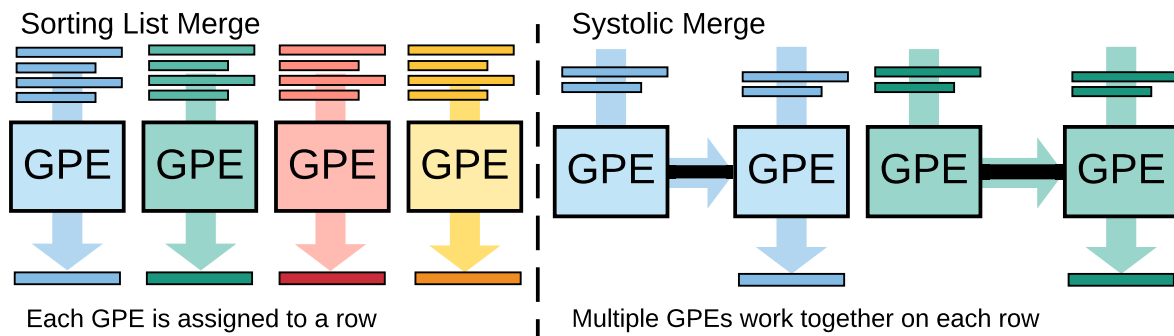 Sorting List Merge
GPE
GPE
GPE
GPE
Each GPE is assigned to a row
Systolic Merge
GPE
GPE
GPE
GPE
Multiple GPEs work together on each row